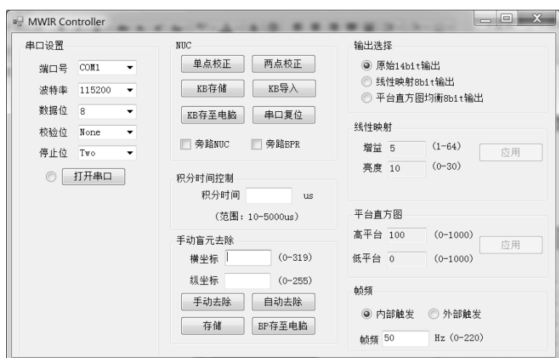 MWIR Controller
串口设置
端口号 COM1
波特率 115200
数据位 8
校验位 None
停止位 Two
打开串口
NUC
单点校正 两点校正
KB存储 KB导入
KB存至电脑 串口复位
旁路NUC 旁路BPR
积分时间控制
积分时间 us
(范围：10-5000us)
手动盲元去除
横坐标 (0-319)
纵坐标 (0-255)
手动去除 自动去除
存储 BP存至电脑
输出选择
原始14bit输出
线性映射8bit输出
平台直方图均衡8bit输出
线性映射
增益 5 (1-64)
应用
亮度 10 (0-30)
平台直方图
高平台 100 (0-1000)
应用
低平台 0 (0-1000)
帧频
内部触发 外部触发
帧频 50 Hz (0-220)